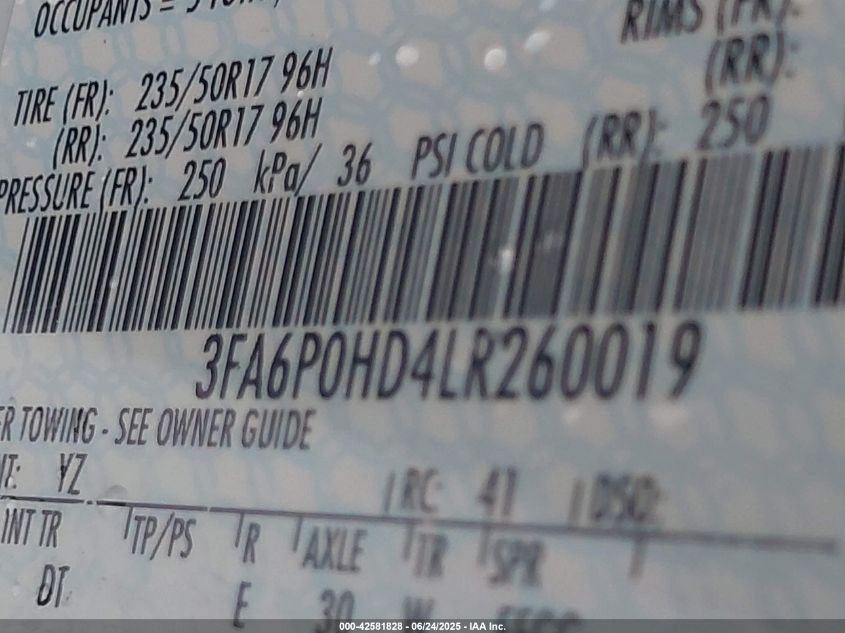 OCCUPANTS =
RIMS (FR):
(RR):
TIRE (FR): 235/50R17 96H
(RR): 235/50R17 96H
PRESSURE (FR): 250 kPa/ 36 PSI COLD (RR): 250
3FA6P0HD4LR260019
TOWING - SEE OWNER GUIDE
YZ RC: 41 DSO:
INT TR TP/PS R AXLE TR SPR
DT E 30 W
000-42581828 - 06/24/2025 - IAA Inc.